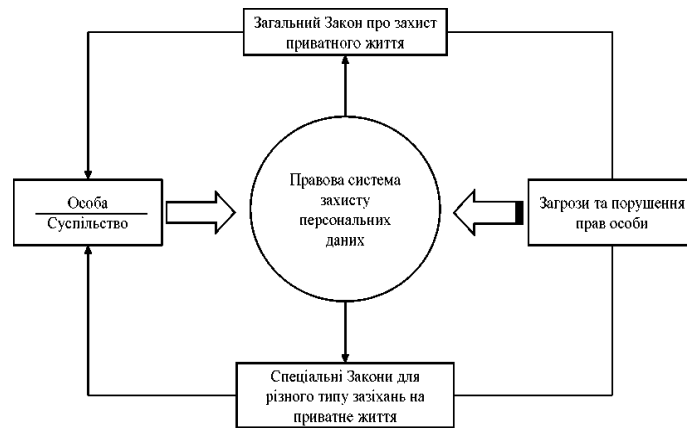 Загальний Закон про захист
приватного життя
Особа
Суспільство
Правова система
захисту
персональних
даних
Загрози та порушення
прав особи
Спеціальні Закони для
різного типу зазіхань на
приватне життя